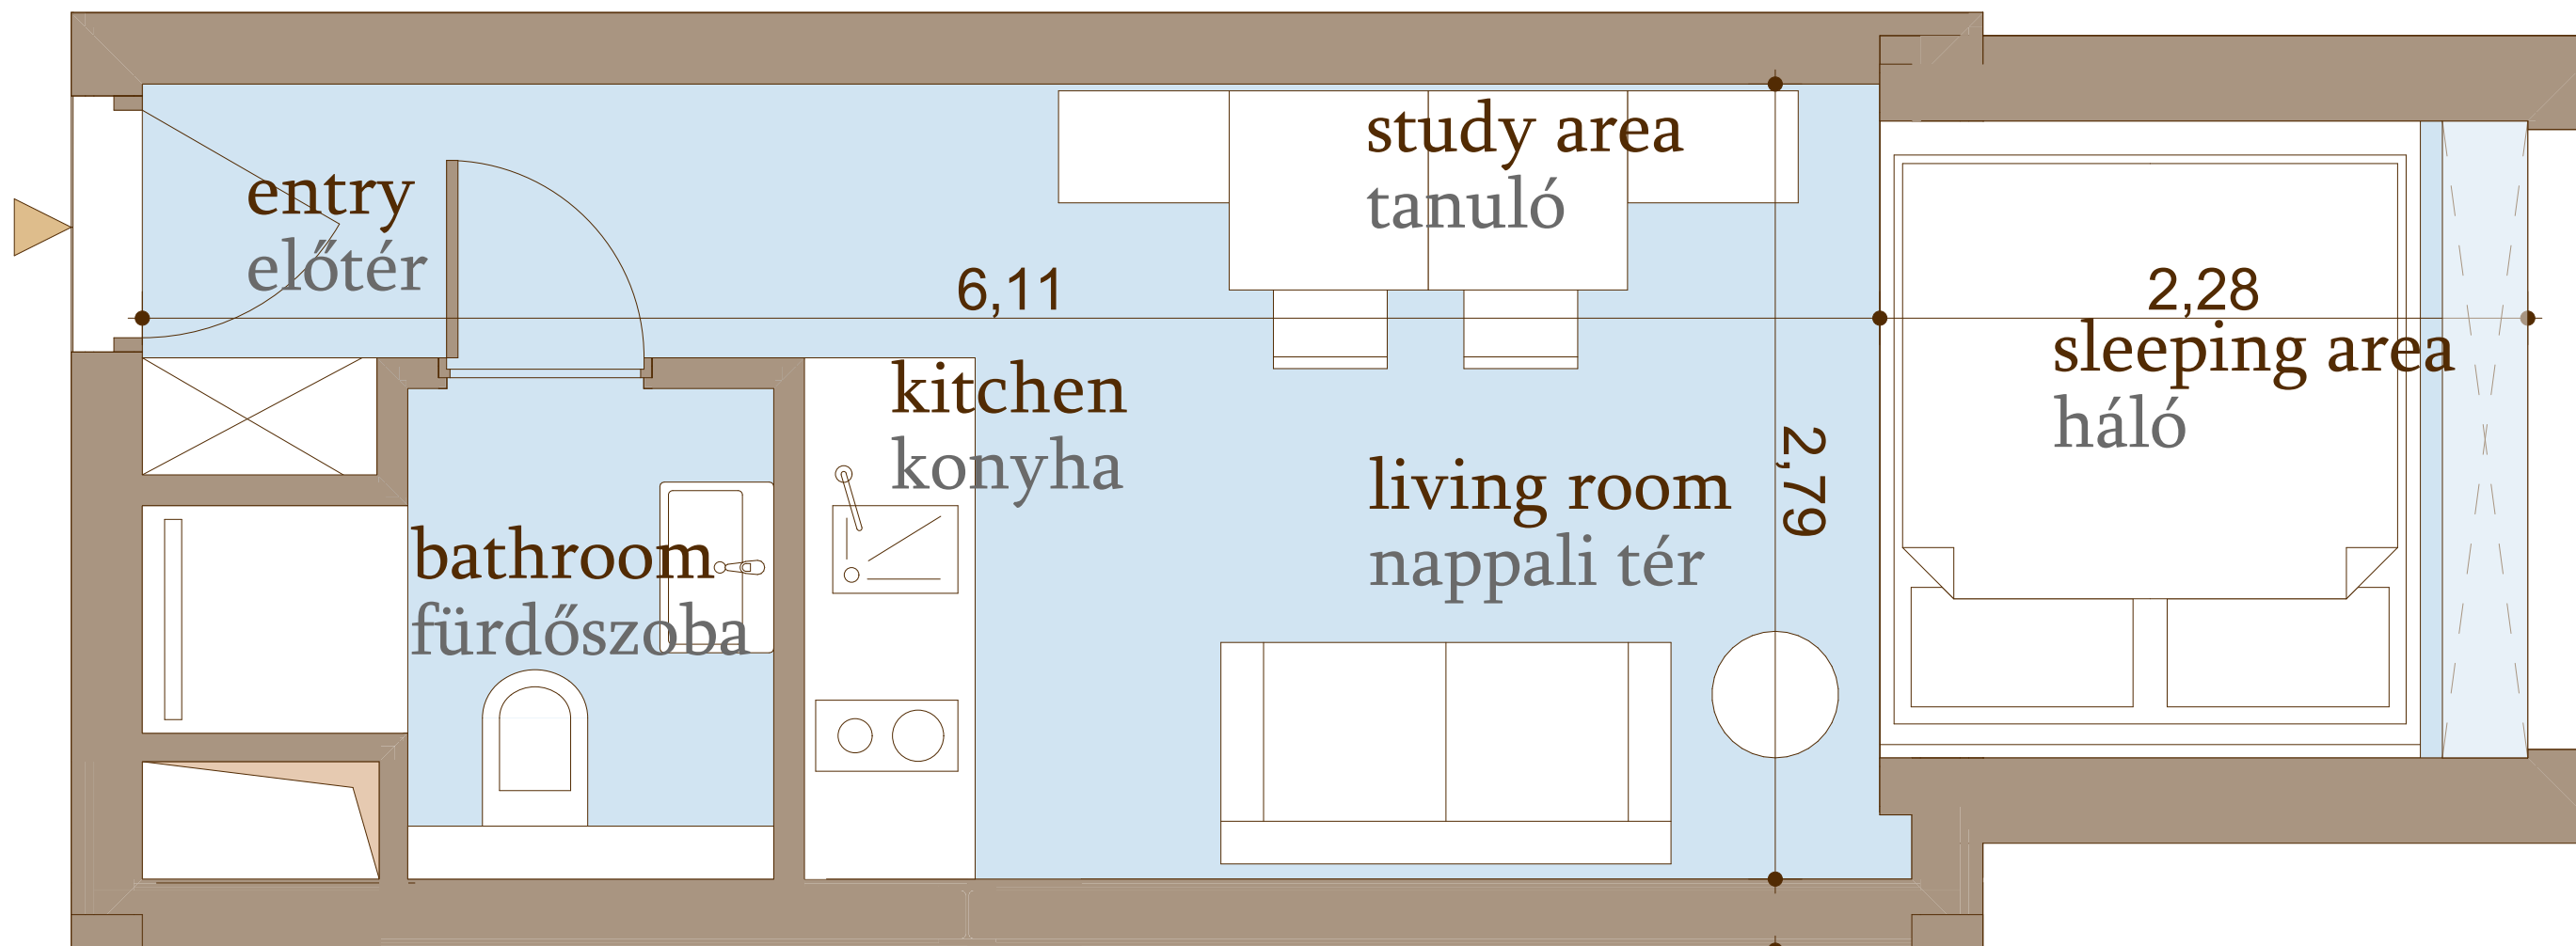 entry
előtér
study area
tanuló
6,11
2,28
sleeping area
háló
kitchen
konyha
2,79
living room
nappali tér
bathroom
fürdőszoba